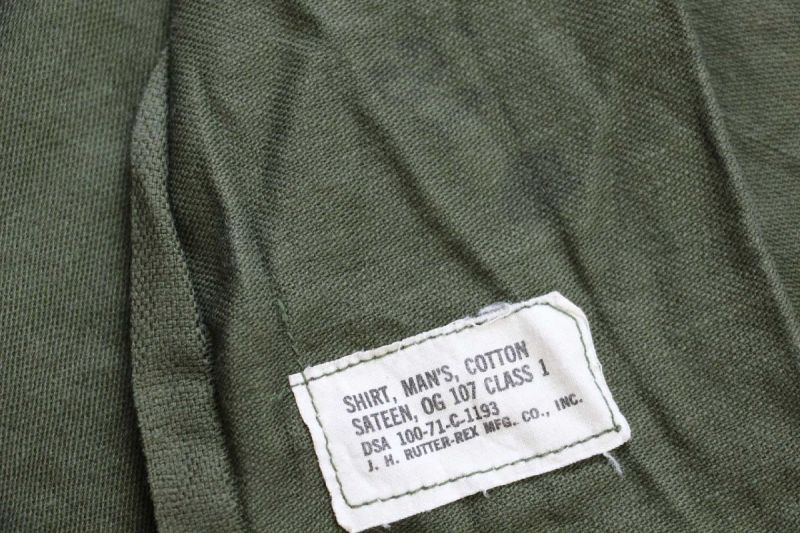 SHIRT, MAN'S, COTTON
SATEEN, OG 107 CLASS 1
DSA 100-71-C-1193
J. H. RUTTER-REX MFG. CO., INC.